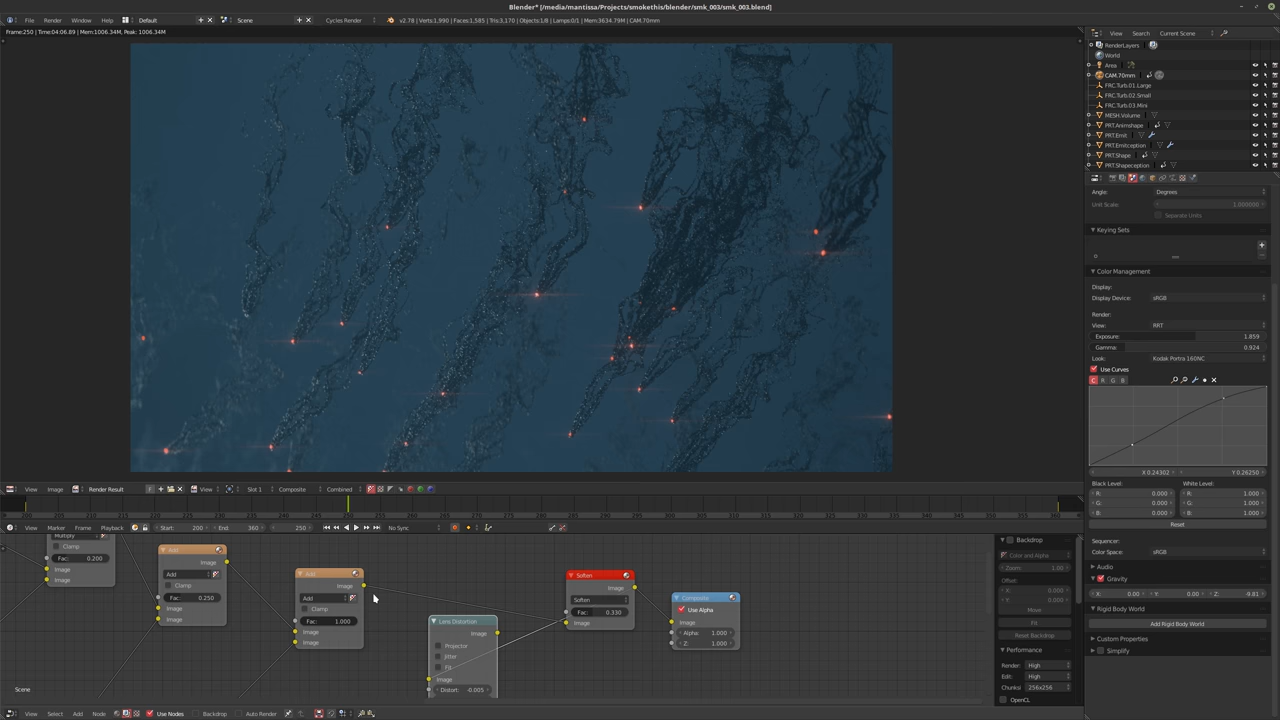 Blender* [/media/mantissa/Projects/smokethis/blender/smk_003/smk_003.blend]
File Render Window Help Default Scene Cycles Render v2.78 | Verts:1,990 | Faces:1,585 | Tris:3,170 | Objects:1/8 | Lamps:0/1 | Mem:3634.79M | CAM.70mm
Frame:250 | Time:04:06.89 | Mem:1006.34M, Peak: 1006.34M
View Search Current Scene
RenderLayers
World
Area
CAM.70mm
FRC.Turb.01.Large
FRC.Turb.02.Small
FRC.Turb.03.Mini
MESH.Volume
PRT.Animshape
PRT.Emit
PRT.Emitception
PRT.Shape
PRT.Shapeception
Angle: Degrees
Unit Scale: 1.000000
Separate Units
Keying Sets
Color Management
Display:
Display Device: sRGB
Render:
View: RRT
Exposure: 1.859
Gamma: 0.924
Look: Kodak Portra 160NC
Use Curves
C R G B
X 0.24302 Y 0.26250
Black Level: White Level:
R: 0.000 R: 1.000
G: 0.000 G: 1.000
B: 0.000 B: 1.000
Reset
Sequencer:
Color Space: sRGB
Audio
Gravity
X: 0.00 Y: 0.00 Z: -9.81
Rigid Body World
Add Rigid Body World
Custom Properties
Simplify
View Image Render Result F View Slot 1 Composite Combined
View Marker Frame Playback Start: 200 End: 360 250 No Sync
Multiply
Clamp
Fac: 0.200
Image
Image
Add
Image
Add
Clamp
Fac: 0.250
Image
Image
Add
Image
Add
Clamp
Fac: 1.000
Image
Image
Lens Distortion
Image
Projector
Jitter
Fit
Image
Distort: -0.005
Soften
Image
Soften
Fac: 0.330
Image
Composite
Use Alpha
Image
Alpha: 1.000
Z: 1.000
Backdrop
Color and Alpha
Zoom: 1.00
Offset:
X: 0
Y: 0
Move
Fit
Reset Backdrop
Performance
Render: High
Edit: High
Chunksi 256x256
OpenCL
Scene
View Select Add Node Use Nodes Backdrop Auto Render